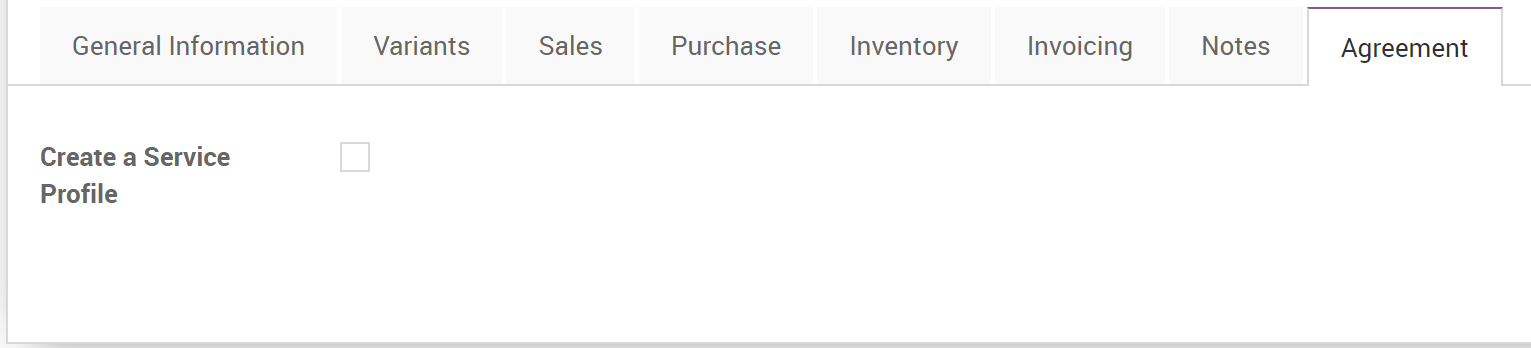 General Information Variants Sales Purchase Inventory Invoicing Notes Agreement
Create a Service
Profile